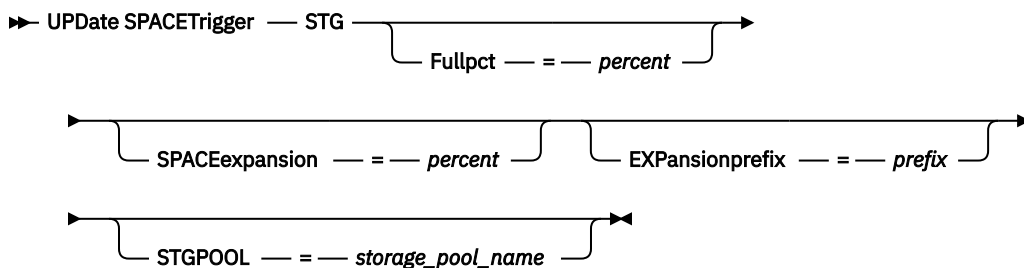 UPDate SPACETrigger — STG
Fullpct — = — percent
SPACEexpansion — = — percent EXPansionprefix — = — prefix
STGPOOL — = — storage_pool_name